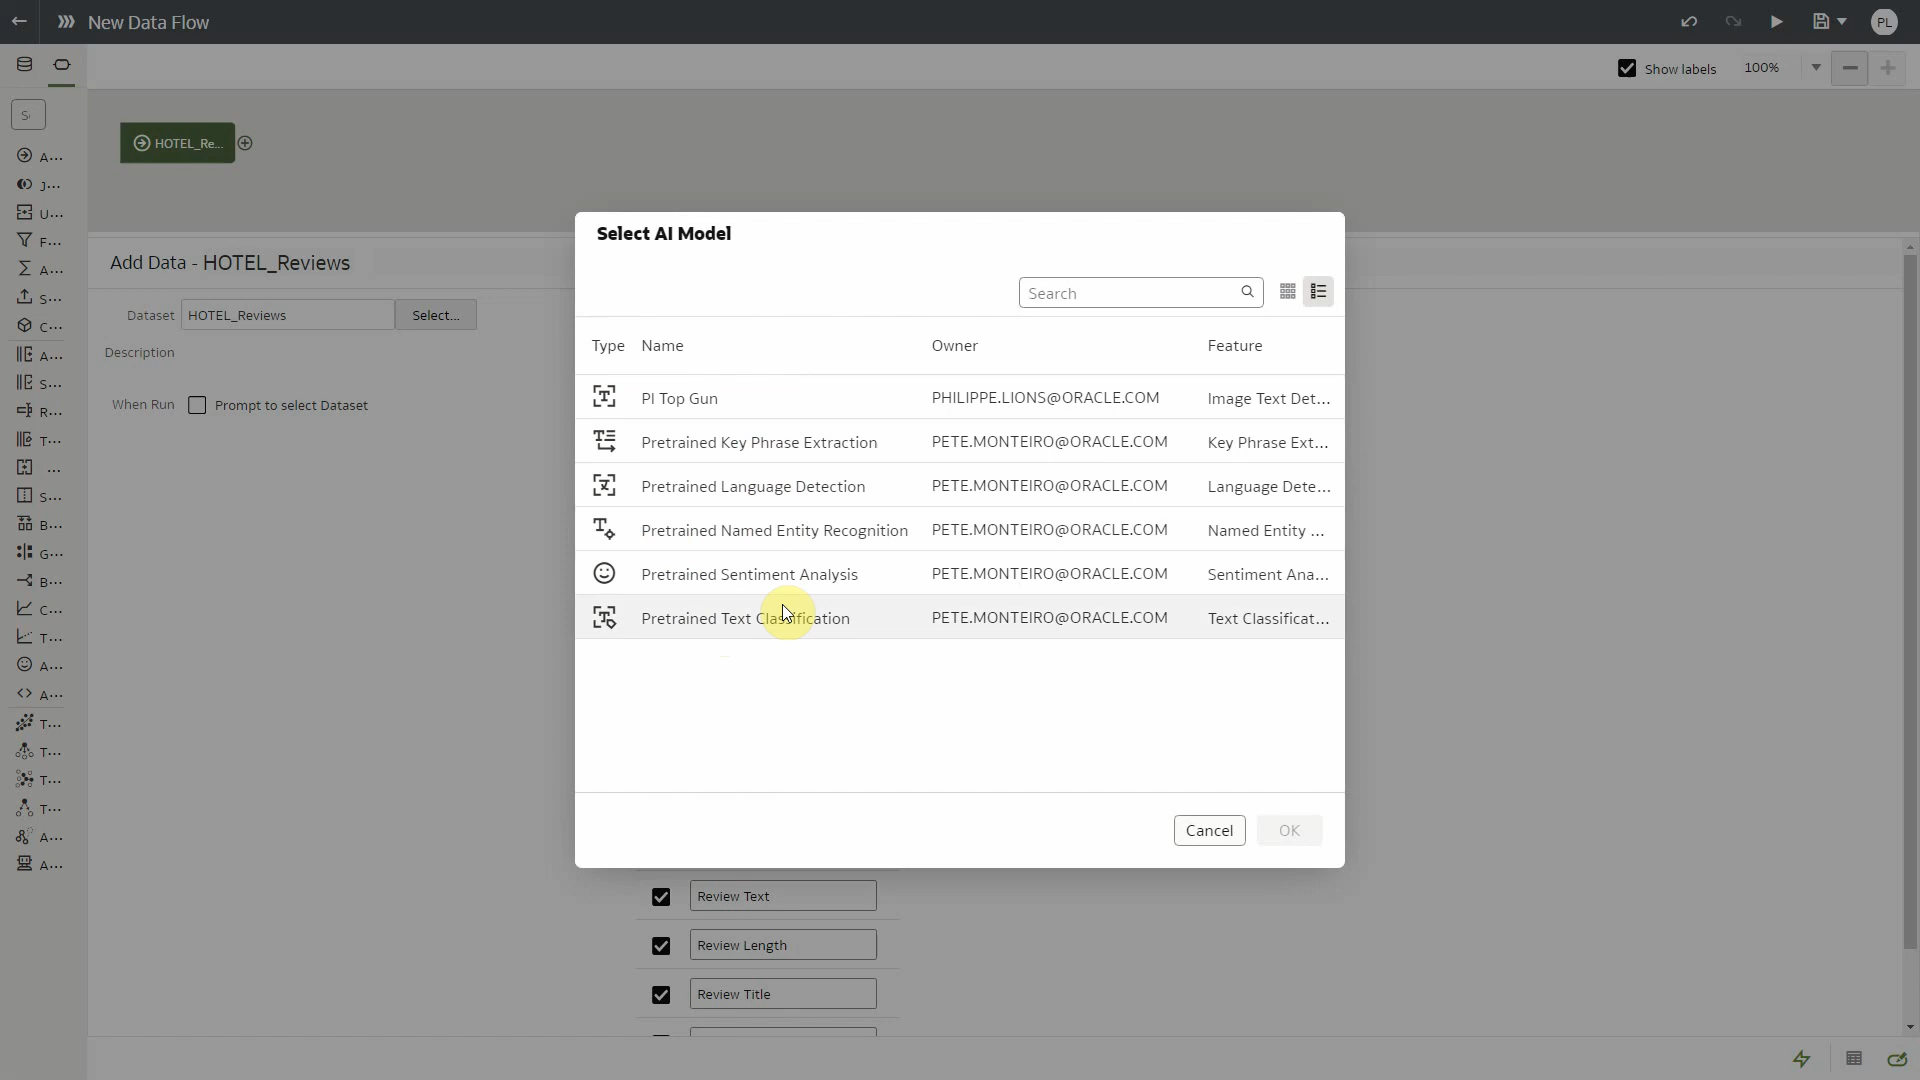 New Data Flow
PL
Show labels
100%
HOTEL_Re...
Add Data - HOTEL_Reviews
Dataset
HOTEL_Reviews
Select...
Description
When Run
Prompt to select Dataset
A...
J...
U...
F...
A...
S...
C...
A...
S...
R...
T...
...
S...
B...
G...
B...
C...
T...
A...
A...
T...
T...
T...
T...
A...
A...
Select AI Model
Search
Type Name Owner Feature
PI Top Gun PHILIPPE.LIONS@ORACLE.COM Image Text Det...
Pretrained Key Phrase Extraction PETE.MONTEIRO@ORACLE.COM Key Phrase Ext...
Pretrained Language Detection PETE.MONTEIRO@ORACLE.COM Language Dete...
Pretrained Named Entity Recognition PETE.MONTEIRO@ORACLE.COM Named Entity ...
Pretrained Sentiment Analysis PETE.MONTEIRO@ORACLE.COM Sentiment Ana...
Pretrained Text Classification PETE.MONTEIRO@ORACLE.COM Text Classificat...
Cancel
OK
Review Text
Review Length
Review Title